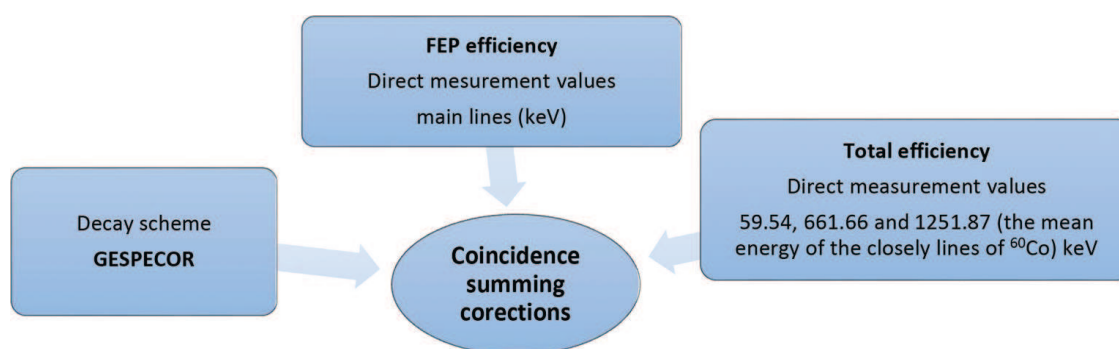 FEP efficiency
Direct mesurement values
main lines (keV)
Total efficiency
Direct measurement values
59.54, 661.66 and 1251.87 (the mean
energy of the closely lines of ⁶⁰Co) keV
Decay scheme
GESPECOR
Coincidence
summing
corections